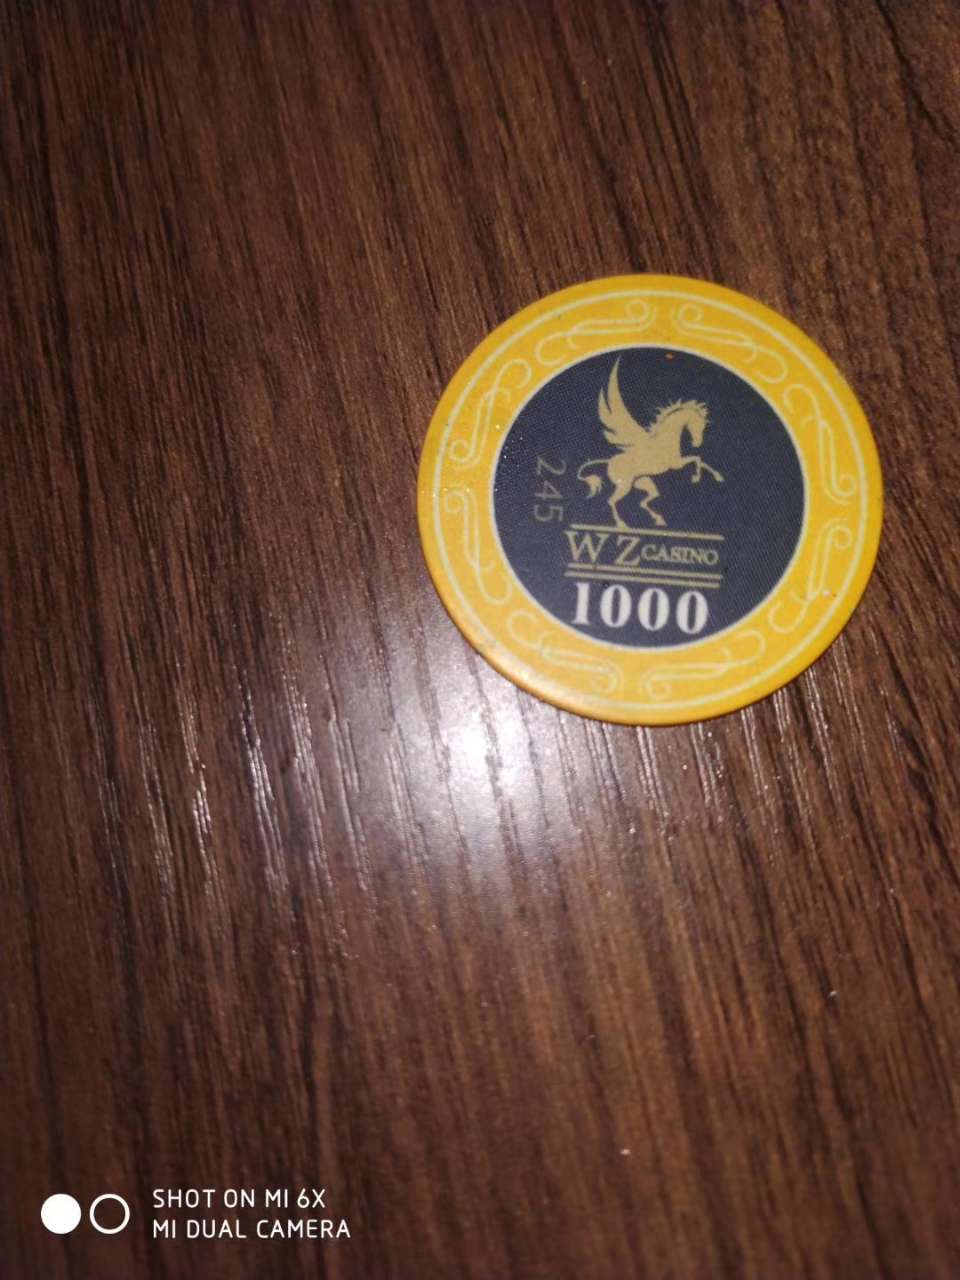 245
WZ CASINO
1000
SHOT ON MI 6X
MI DUAL CAMERA